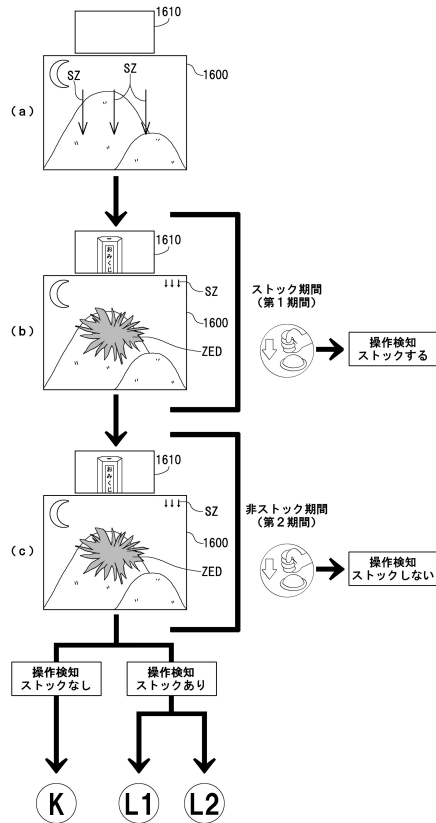 1610
1600
SZ
SZ
(a)
1610
おみくじ
SZ
1600
ZED
(b)
ストック期間
(第1期間)
操作検知
ストックする
1610
おみくじ
SZ
1600
ZED
(c)
非ストック期間
(第2期間)
操作検知
ストックしない
操作検知
ストックなし
操作検知
ストックあり
K
L1
L2